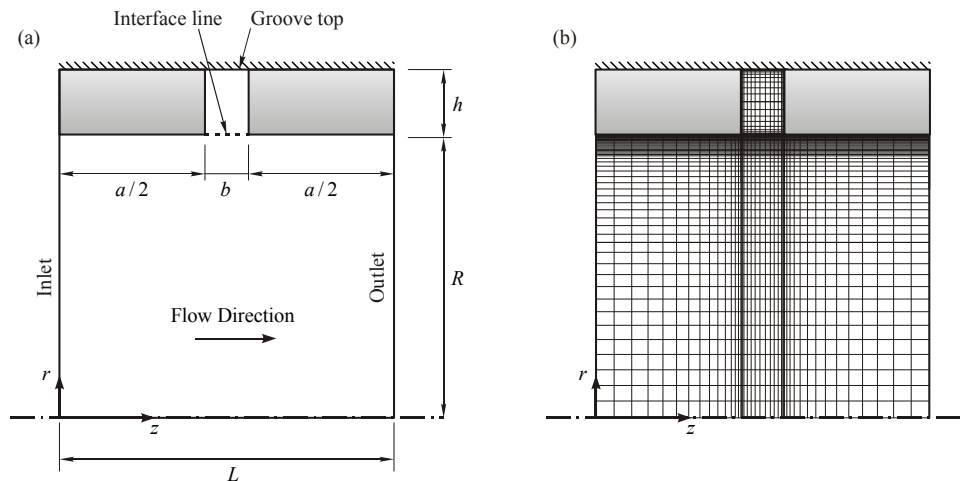 (a)
Interface line
Groove top
h
a / 2
b
a / 2
Inlet
Outlet
R
Flow Direction
r
z
L
(b)
r
z